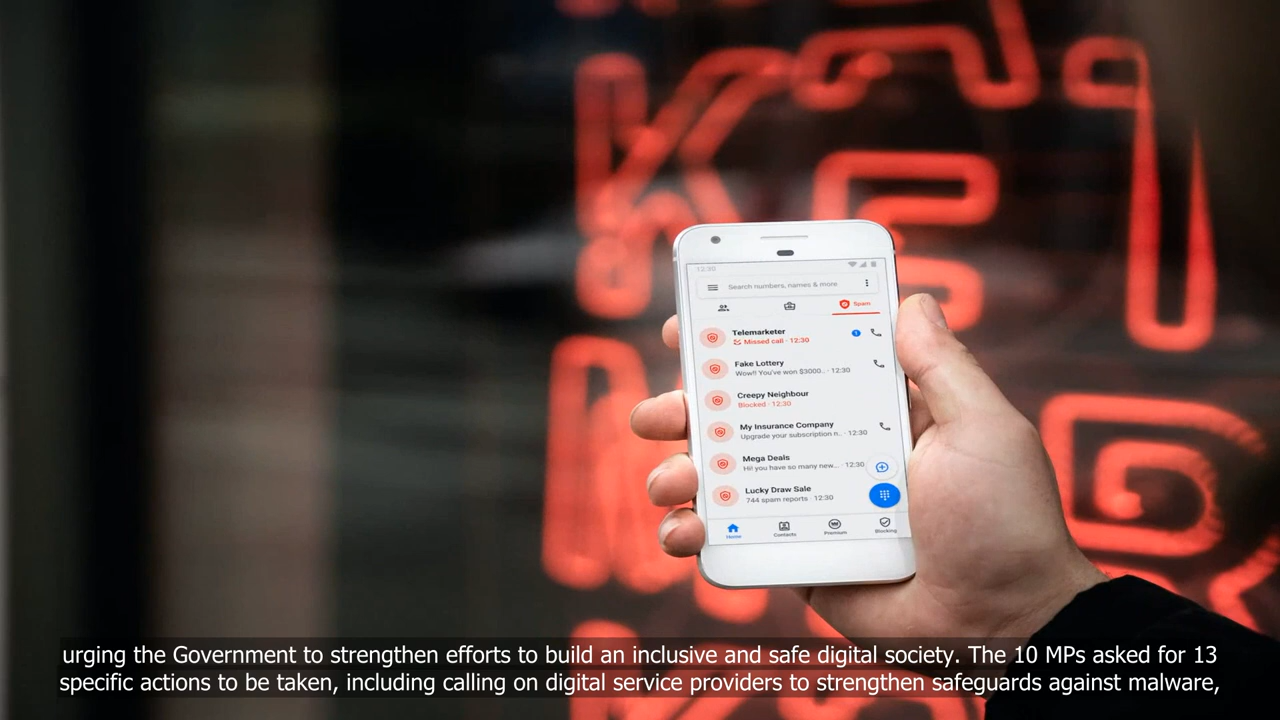 12:30
Search numbers, names & more
Spam
Telemarketer
Missed call · 12:30
1
Fake Lottery
Wow!! You've won $3000.. · 12:30
Creepy Neighbour
Blocked · 12:30
My Insurance Company
Upgrade your subscription n.. · 12:30
Mega Deals
Hi! you have so many new... · 12:30
Lucky Draw Sale
744 spam reports · 12:30
Home
Contacts
Premium
Blocking
urging the Government to strengthen efforts to build an inclusive and safe digital society. The 10 MPs asked for 13
specific actions to be taken, including calling on digital service providers to strengthen safeguards against malware,